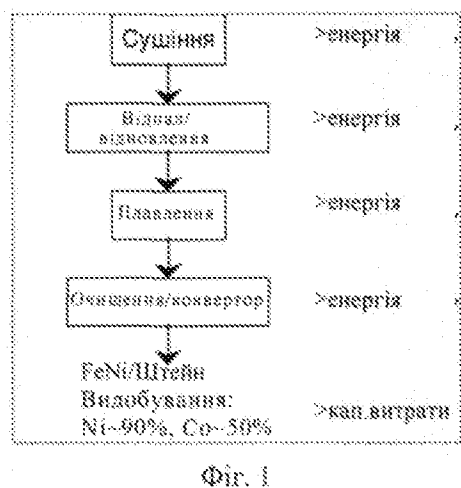 Сушіння >енергія
Відпал/
відновлення >енергія
Плавлення >енергія
Очищення/конвертор >енергія
FeNi/Штейн
Видобування:
Ni~90%, Co~50% >кап.витрати
Фіг. 1